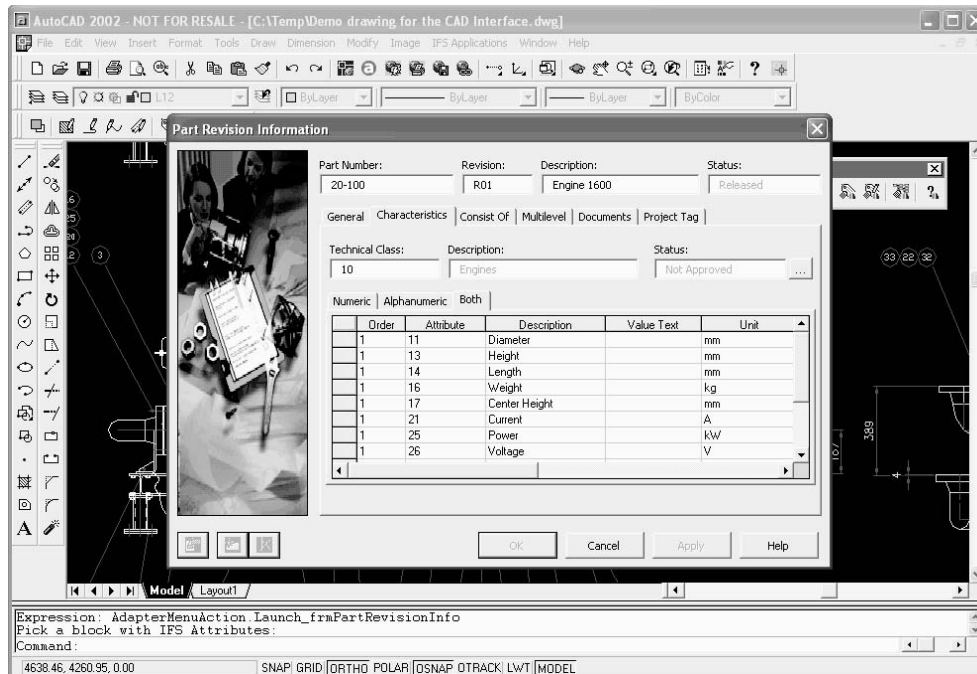 AutoCAD 2002 - NOT FOR RESALE - [C:\Temp\Demo drawing for the CAD Interface.dwg]
File Edit View Insert Format Tools Draw Dimension Modify Image IFS Applications Window Help
L12 ByLayer ByLayer ByLayer ByColor
Part Revision Information
Part Number: Revision: Description: Status:
20-100 R01 Engine 1600 Released
General Characteristics Consist Of Multilevel Documents Project Tag
Technical Class: Description: Status:
10 Engines Not Approved ...
Numeric Alphanumeric Both
Order Attribute Description Value Text Unit
1 11 Diameter mm
1 13 Height mm
1 14 Length mm
1 16 Weight kg
1 17 Center Height mm
1 21 Current A
1 25 Power kW
1 26 Voltage V
3
33 22 32
389
4
OK Cancel Apply Help
Model Layout1
Expression: AdapterMenuAction.Launch_frmPartRevisionInfo
Pick a block with IFS Attributes:
Command:
4638.46, 4260.95, 0.00 SNAP GRID ORTHO POLAR OSNAP OTRACK LWT MODEL